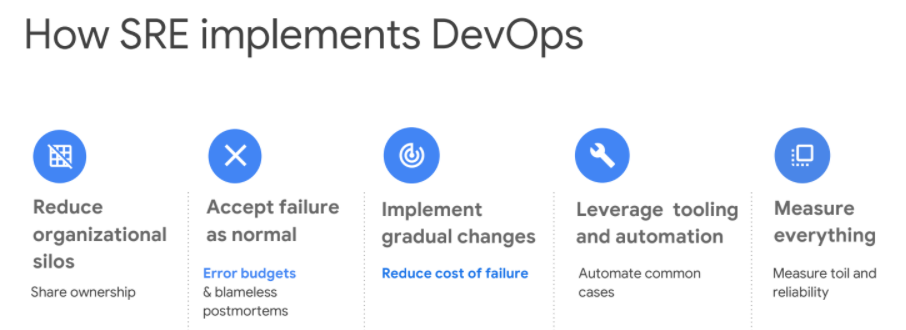 How SRE implements DevOps
Reduce
organizational
silos
Share ownership
Accept failure
as normal
Error budgets
& blameless
postmortems
Implement
gradual changes
Reduce cost of failure
Leverage tooling
and automation
Automate common
cases
Measure
everything
Measure toil and
reliability